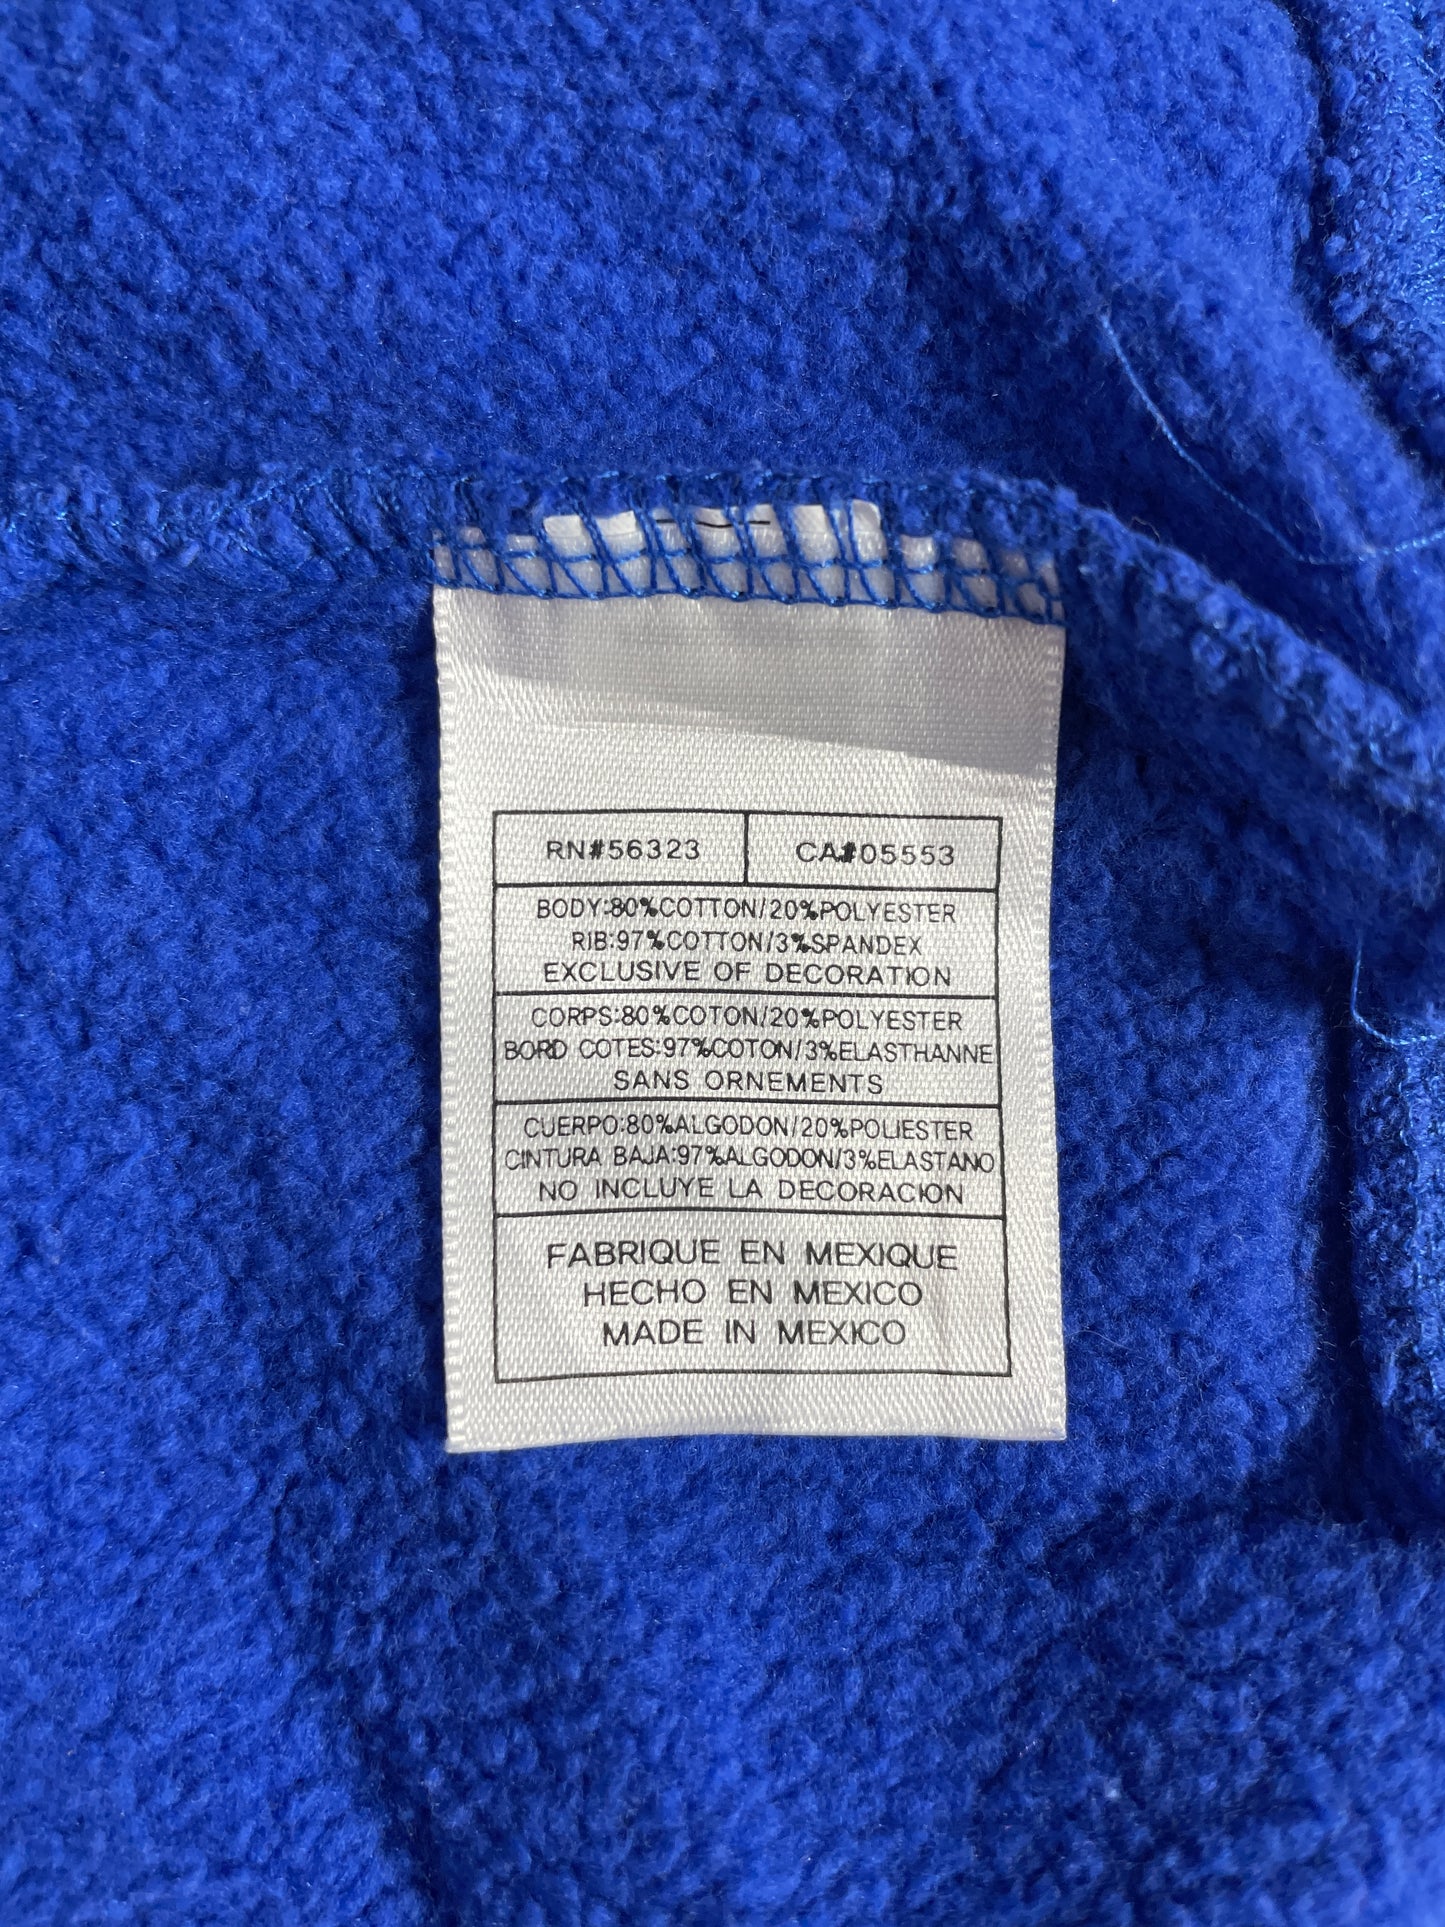 RN#56323 CA#05553
BODY:80%COTTON/20%POLYESTER
RIB:97%COTTON/3%SPANDEX
EXCLUSIVE OF DECORATION
CORPS:80%COTON/20%POLYESTER
BORD COTES:97%COTON/3%ELASTHANNE
SANS ORNEMENTS
CUERPO:80%ALGODON/20%POLIESTER
CINTURA BAJA:97%ALGODON/3%ELASTANO
NO INCLUYE LA DECORACION
FABRIQUE EN MEXIQUE
HECHO EN MEXICO
MADE IN MEXICO